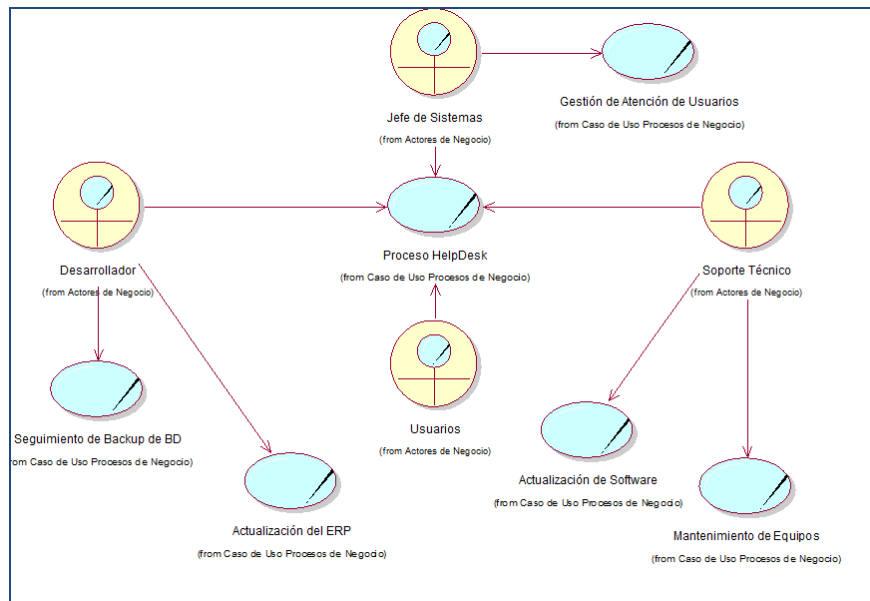 Jefe de Sistemas
(from Actores de Negocio)
Gestión de Atención de Usuarios
(from Caso de Uso Procesos de Negocio)
Desarrollador
(from Actores de Negocio)
Proceso HelpDesk
(from Caso de Uso Procesos de Negocio)
Soporte Técnico
(from Actores de Negocio)
Usuarios
(from Actores de Negocio)
Seguimiento de Backup de BD
from Caso de Uso Procesos de Negocio)
Actualización del ERP
(from Caso de Uso Procesos de Negocio)
Actualización de Software
(from Caso de Uso Procesos de Negocio)
Mantenimiento de Equipos
(from Caso de Uso Procesos de Negocio)